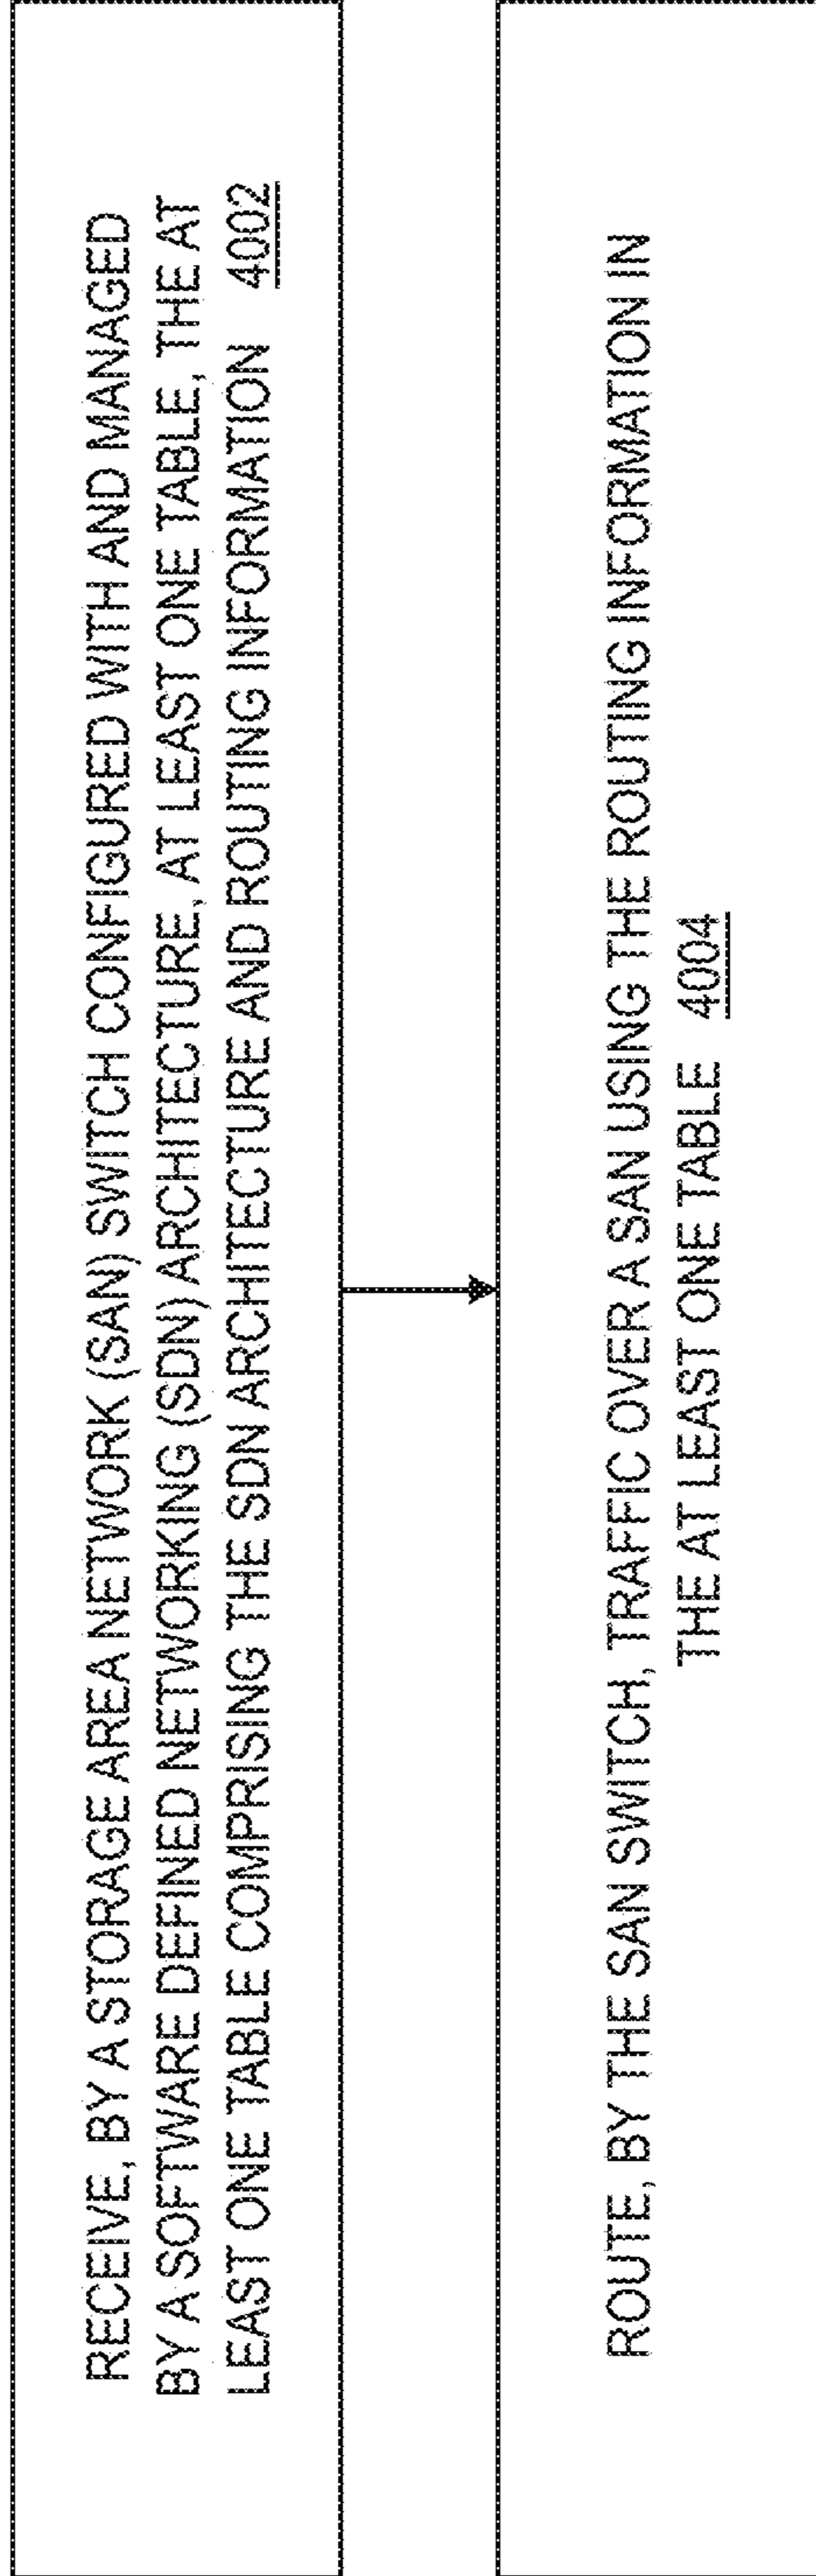 RECEIVE, BY A STORAGE AREA NETWORK (SAN) SWITCH CONFIGURED WITH AND MANAGED
BY A SOFTWARE DEFINED NETWORKING (SDN) ARCHITECTURE, AT LEAST ONE TABLE, THE AT
LEAST ONE TABLE COMPRISING THE SDN ARCHITECTURE AND ROUTING INFORMATION 4002
ROUTE, BY THE SAN SWITCH, TRAFFIC OVER A SAN USING THE ROUTING INFORMATION IN
THE AT LEAST ONE TABLE 4004